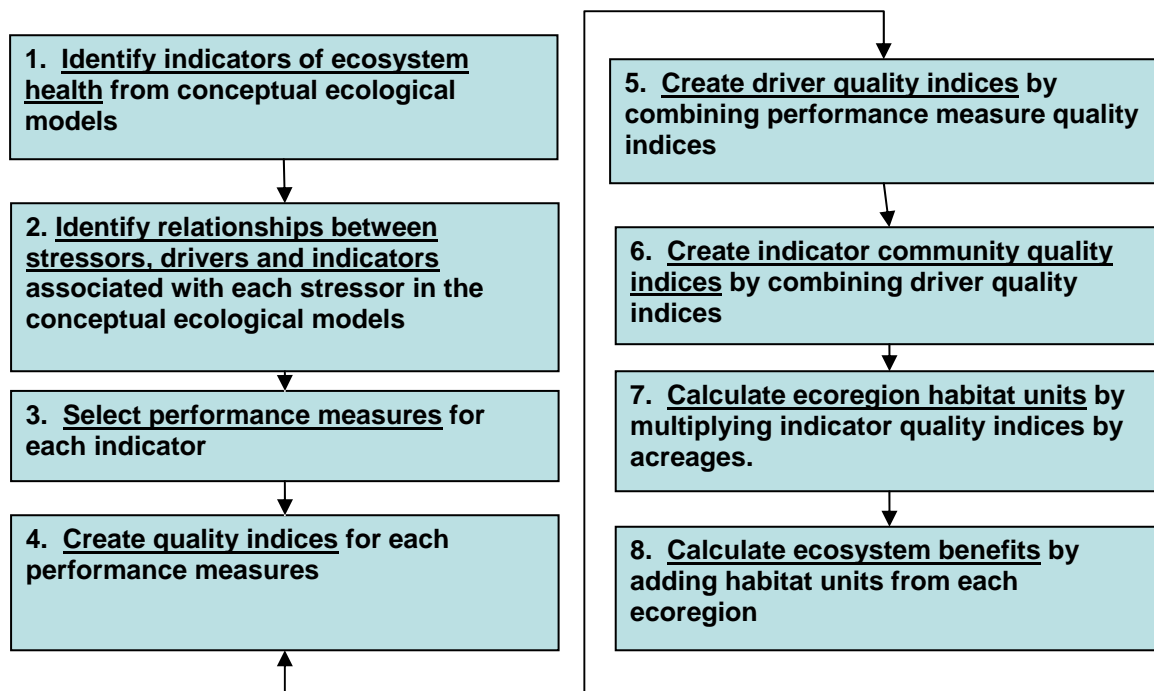 1. Identify indicators of ecosystem
health from conceptual ecological
models
2. Identify relationships between
stressors, drivers and indicators
associated with each stressor in the
conceptual ecological models
3. Select performance measures for
each indicator
4. Create quality indices for each
performance measures
5. Create driver quality indices by
combining performance measure quality
indices
6. Create indicator community quality
indices by combining driver quality
indices
7. Calculate ecoregion habitat units by
multiplying indicator quality indices by
acreages.
8. Calculate ecosystem benefits by
adding habitat units from each
ecoregion